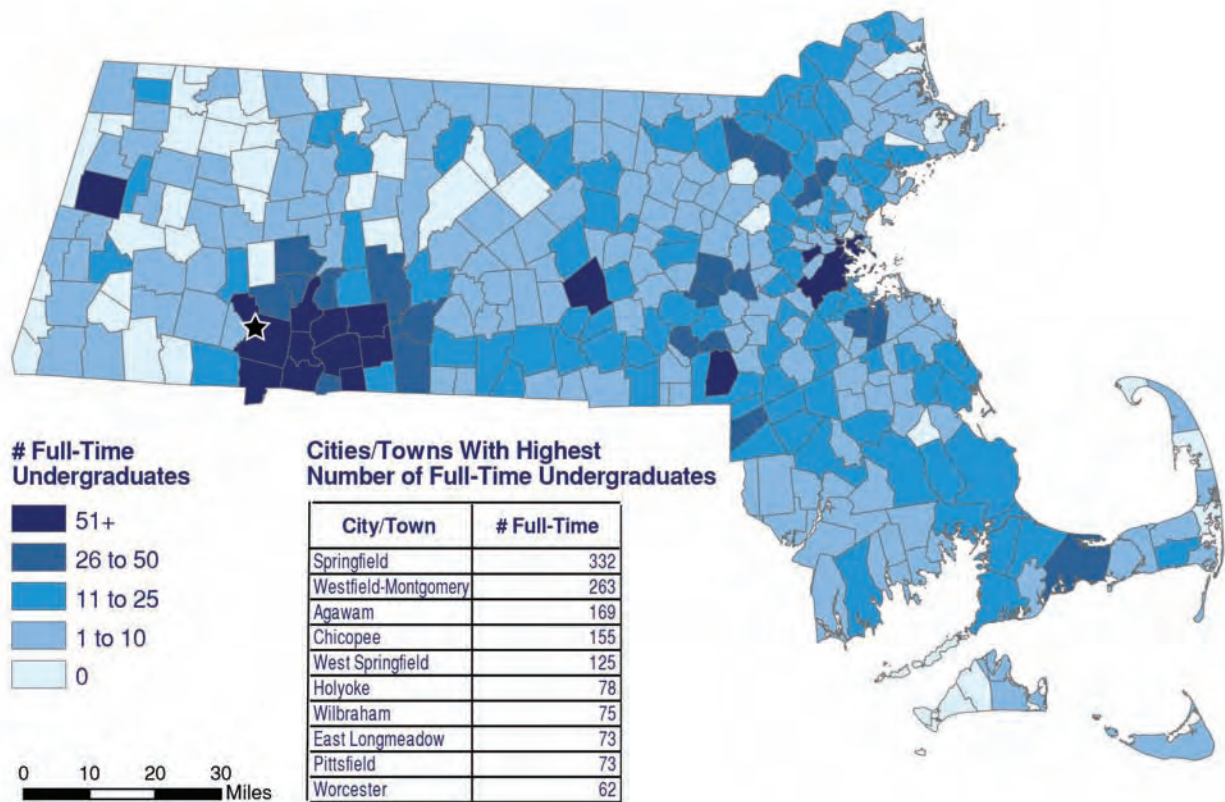 # Full-Time
Undergraduates
51+
26 to 50
11 to 25
1 to 10
0
0 10 20 30
Miles
Cities/Towns With Highest
Number of Full-Time Undergraduates
City/Town # Full-Time
Springfield 332
Westfield-Montgomery 263
Agawam 169
Chicopee 155
West Springfield 125
Holyoke 78
Wilbraham 75
East Longmeadow 73
Pittsfield 73
Worcester 62